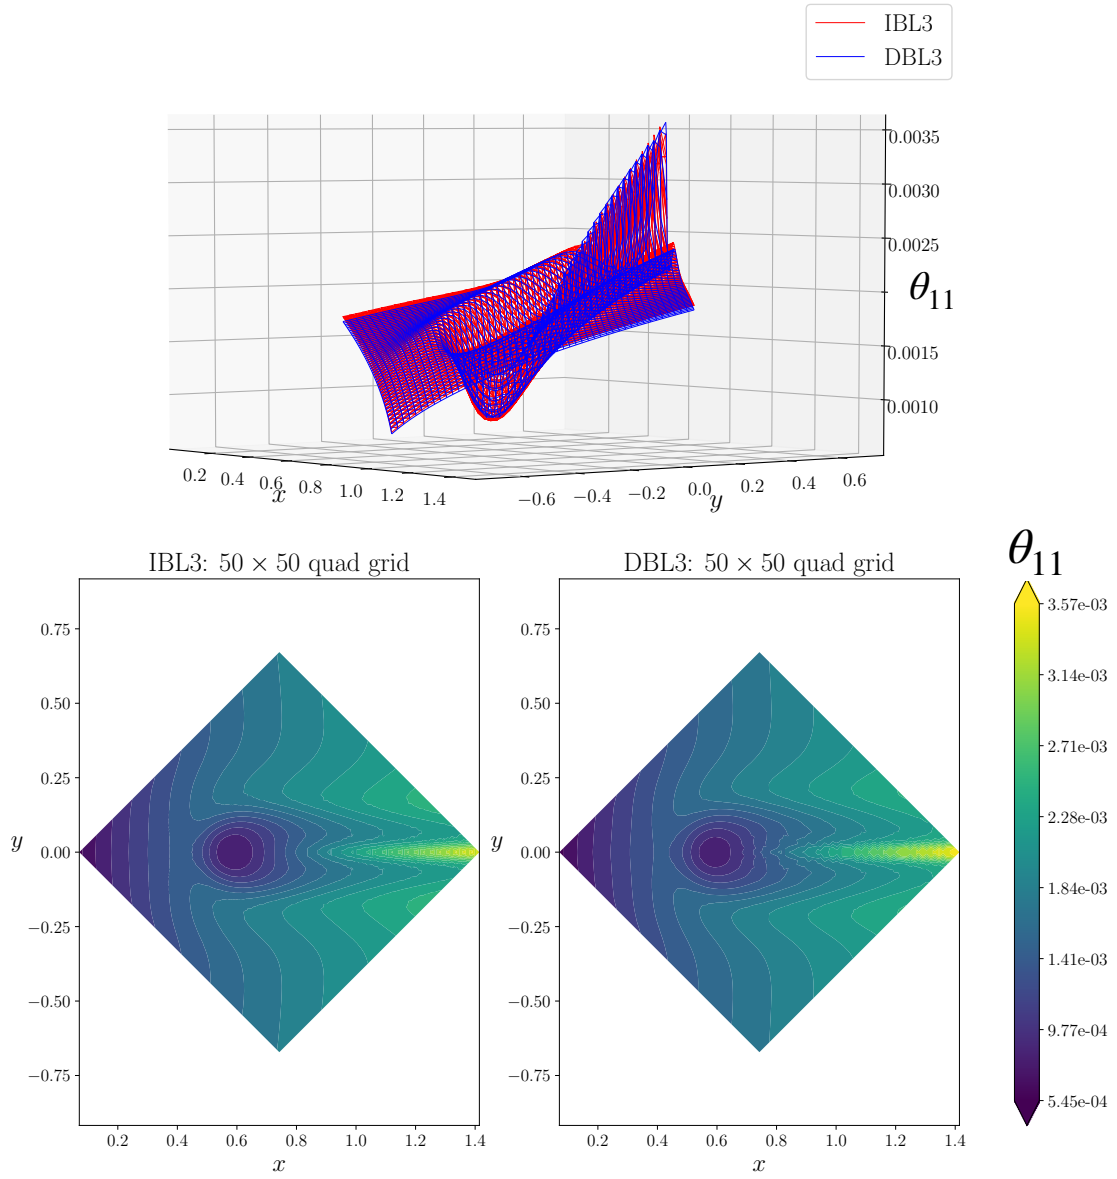 IBL3
DBL3
0.0035
0.0030
0.0025
θ11
0.0015
0.0010
0.2 0.4 0.6 0.8 1.0 1.2 1.4
x
−0.6 −0.4 −0.2 0.0 0.2 0.4 0.6
y
IBL3: 50 × 50 quad grid
DBL3: 50 × 50 quad grid
θ11
0.75
0.50
0.25
0.00
−0.25
−0.50
−0.75
y
0.2 0.4 0.6 0.8 1.0 1.2 1.4
x
0.75
0.50
0.25
0.00
−0.25
−0.50
−0.75
y
0.2 0.4 0.6 0.8 1.0 1.2 1.4
x
3.57e-03
3.14e-03
2.71e-03
2.28e-03
1.84e-03
1.41e-03
9.77e-04
5.45e-04